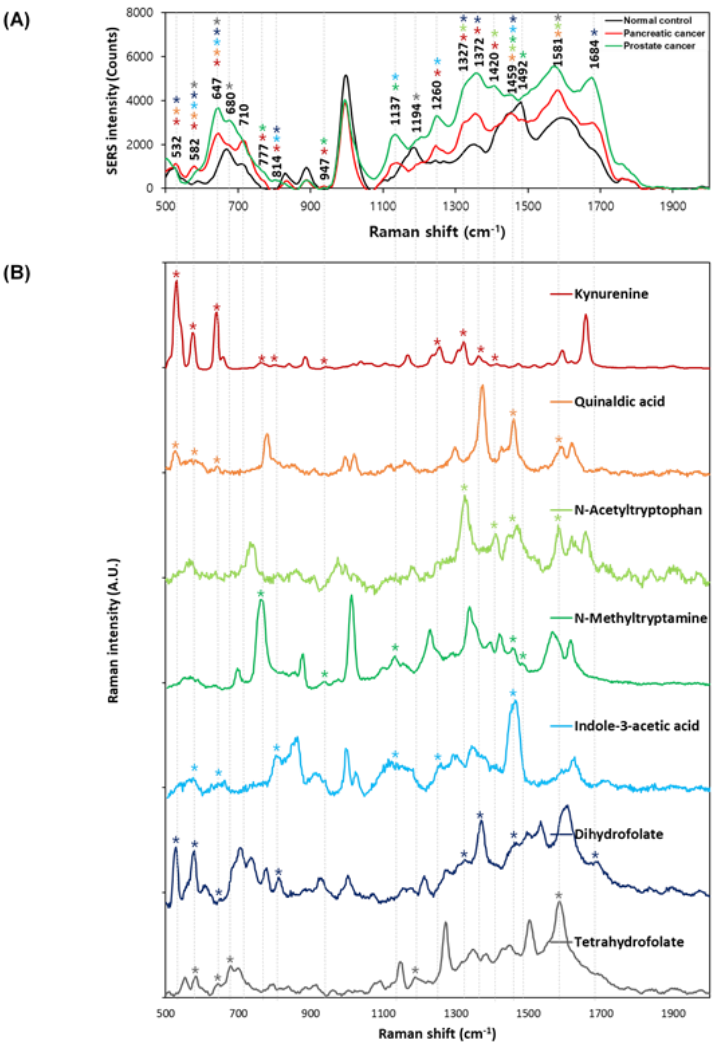 (A)
SERS intensity (Counts)
8000
6000
4000
2000
0
Normal control
Pancreatic cancer
Prostate cancer
532
582
647
680
710
777
814
947
1137
1194
1260
1327
1372
1420
1459
1492
1581
1684
500 700 900 1100 1300 1500 1700 1900
Raman shift (cm-1)
(B)
Raman intensity (A.U.)
Kynurenine
Quinaldic acid
N-Acetyltryptophan
N-Methyltryptamine
Indole-3-acetic acid
Dihydrofolate
Tetrahydrofolate
500 700 900 1100 1300 1500 1700 1900
Raman shift (cm-1)